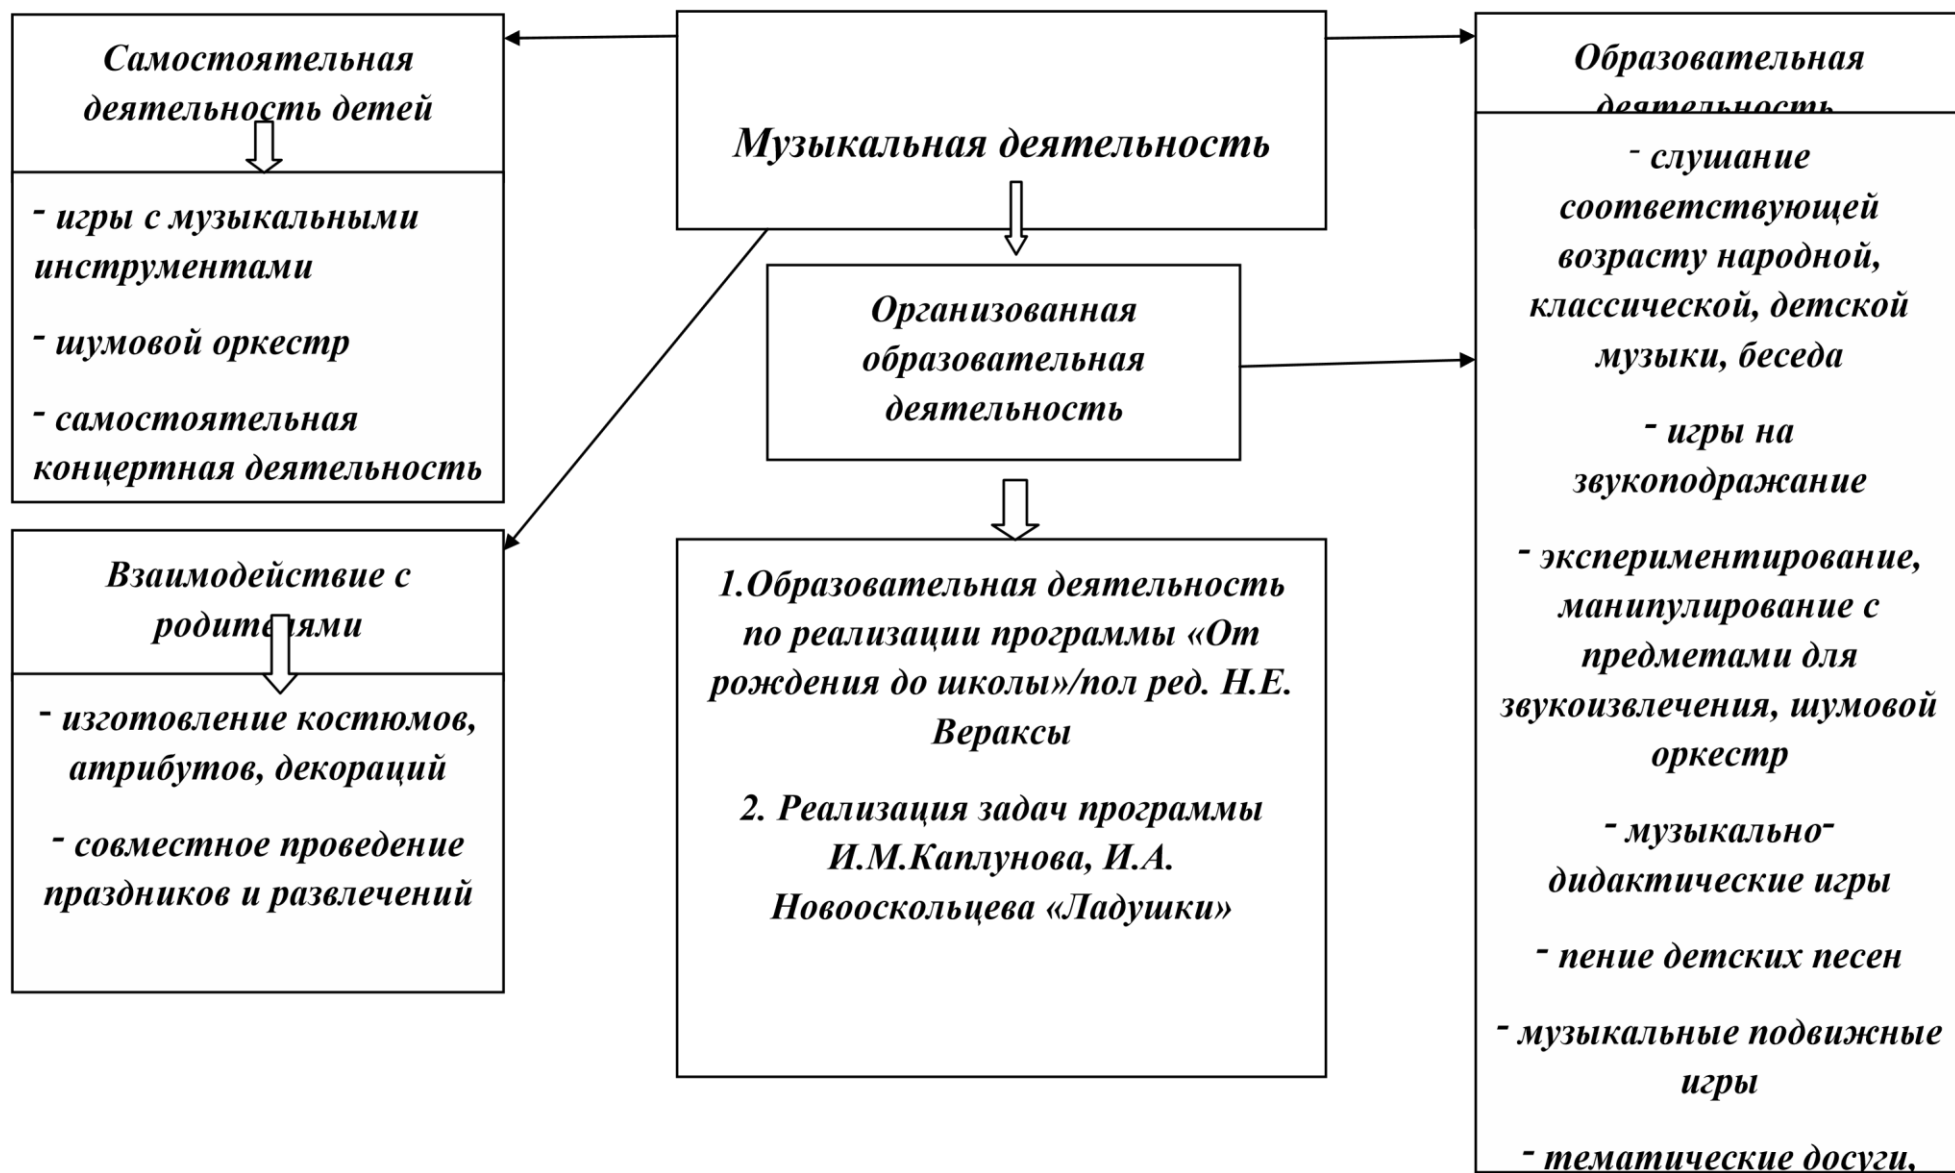 Самостоятельная
деятельность детей
- игры с музыкальными
инструментами
- шумовой оркестр
- самостоятельная
концертная деятельность
Взаимодействие с
родителями
- изготовление костюмов,
атрибутов, декораций
- совместное проведение
праздников и развлечений
Музыкальная деятельность
Организованная
образовательная
деятельность
1.Образовательная деятельность
по реализации программы «От
рождения до школы»/пол ред. Н.Е.
Вераксы
2. Реализация задач программы
И.М.Каплунова, И.А.
Новооскольцева «Ладушки»
Образовательная
деятельность
- слушание
соответствующей
возрасту народной,
классической, детской
музыки, беседа
- игры на
звукоподражание
- экспериментирование,
манипулирование с
предметами для
звукоизвлечения, шумовой
оркестр
- музыкально-
дидактические игры
- пение детских песен
- музыкальные подвижные
игры
- тематические досуги,